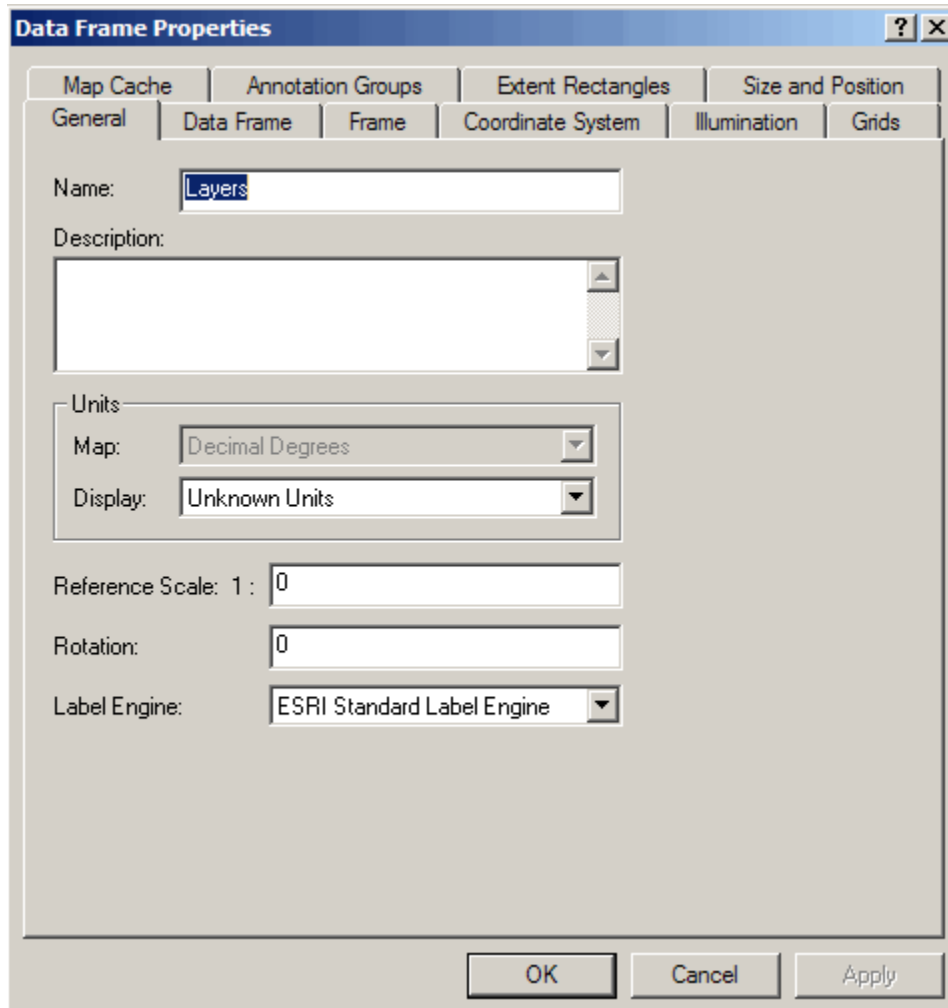 Data Frame Properties
Map Cache Annotation Groups Extent Rectangles Size and Position
General Data Frame Frame Coordinate System Illumination Grids
Name: Layers
Description:
Units
Map: Decimal Degrees
Display: Unknown Units
Reference Scale: 1 : 0
Rotation: 0
Label Engine: ESRI Standard Label Engine
OK Cancel Apply